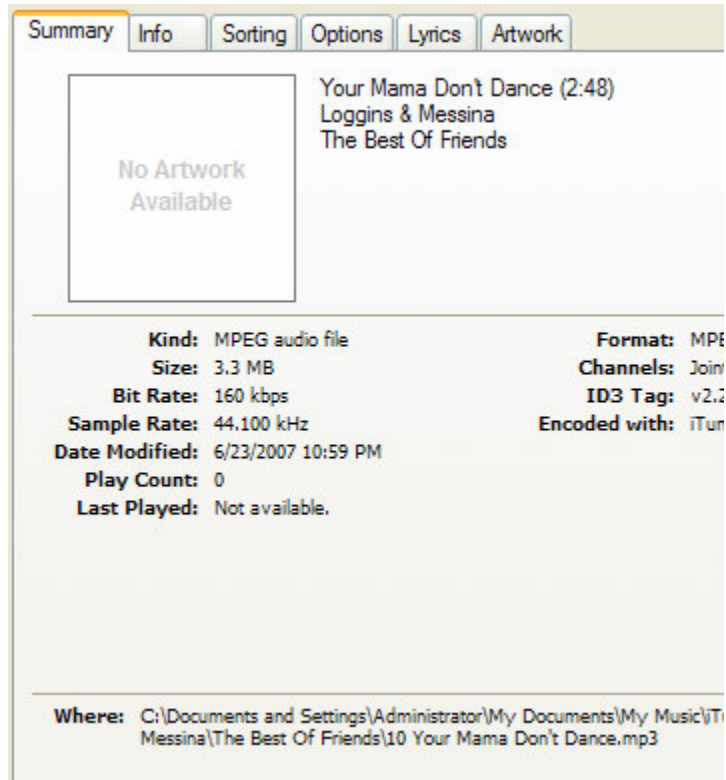 Summary Info Sorting Options Lyrics Artwork
Your Mama Don't Dance (2:48)
Loggins & Messina
The Best Of Friends
No Artwork
Available
Kind: MPEG audio file
Size: 3.3 MB
Bit Rate: 160 kbps
Sample Rate: 44.100 kHz
Date Modified: 6/23/2007 10:59 PM
Play Count: 0
Last Played: Not available.
Format:
Channels: Joint
ID3 Tag: v2.2
Encoded with:
Where: C:\Documents and Settings\Administrator\My Documents\My Music\
Messina\The Best Of Friends\10 Your Mama Don't Dance.mp3